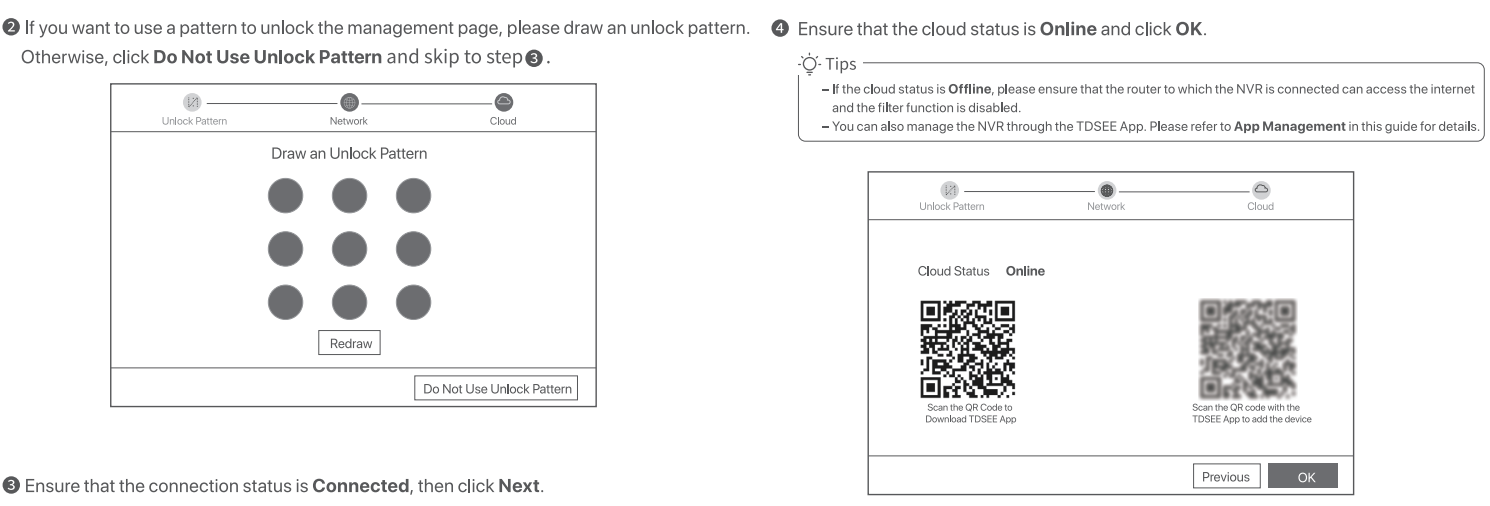 ❷ If you want to use a pattern to unlock the management page, please draw an unlock pattern.
Otherwise, click Do Not Use Unlock Pattern and skip to step ❸ .
Unlock Pattern
Network
Cloud
Draw an Unlock Pattern
Redraw
Do Not Use Unlock Pattern
❸ Ensure that the connection status is Connected, then click Next.
❹ Ensure that the cloud status is Online and click OK.
Tips
– If the cloud status is Offline, please ensure that the router to which the NVR is connected can access the internet
and the filter function is disabled.
– You can also manage the NVR through the TDSEE App. Please refer to App Management in this guide for details.
Unlock Pattern
Network
Cloud
Cloud Status Online
Scan the QR Code to
Download TDSEE App
Scan the QR code with the
TDSEE App to add the device
Previous
OK